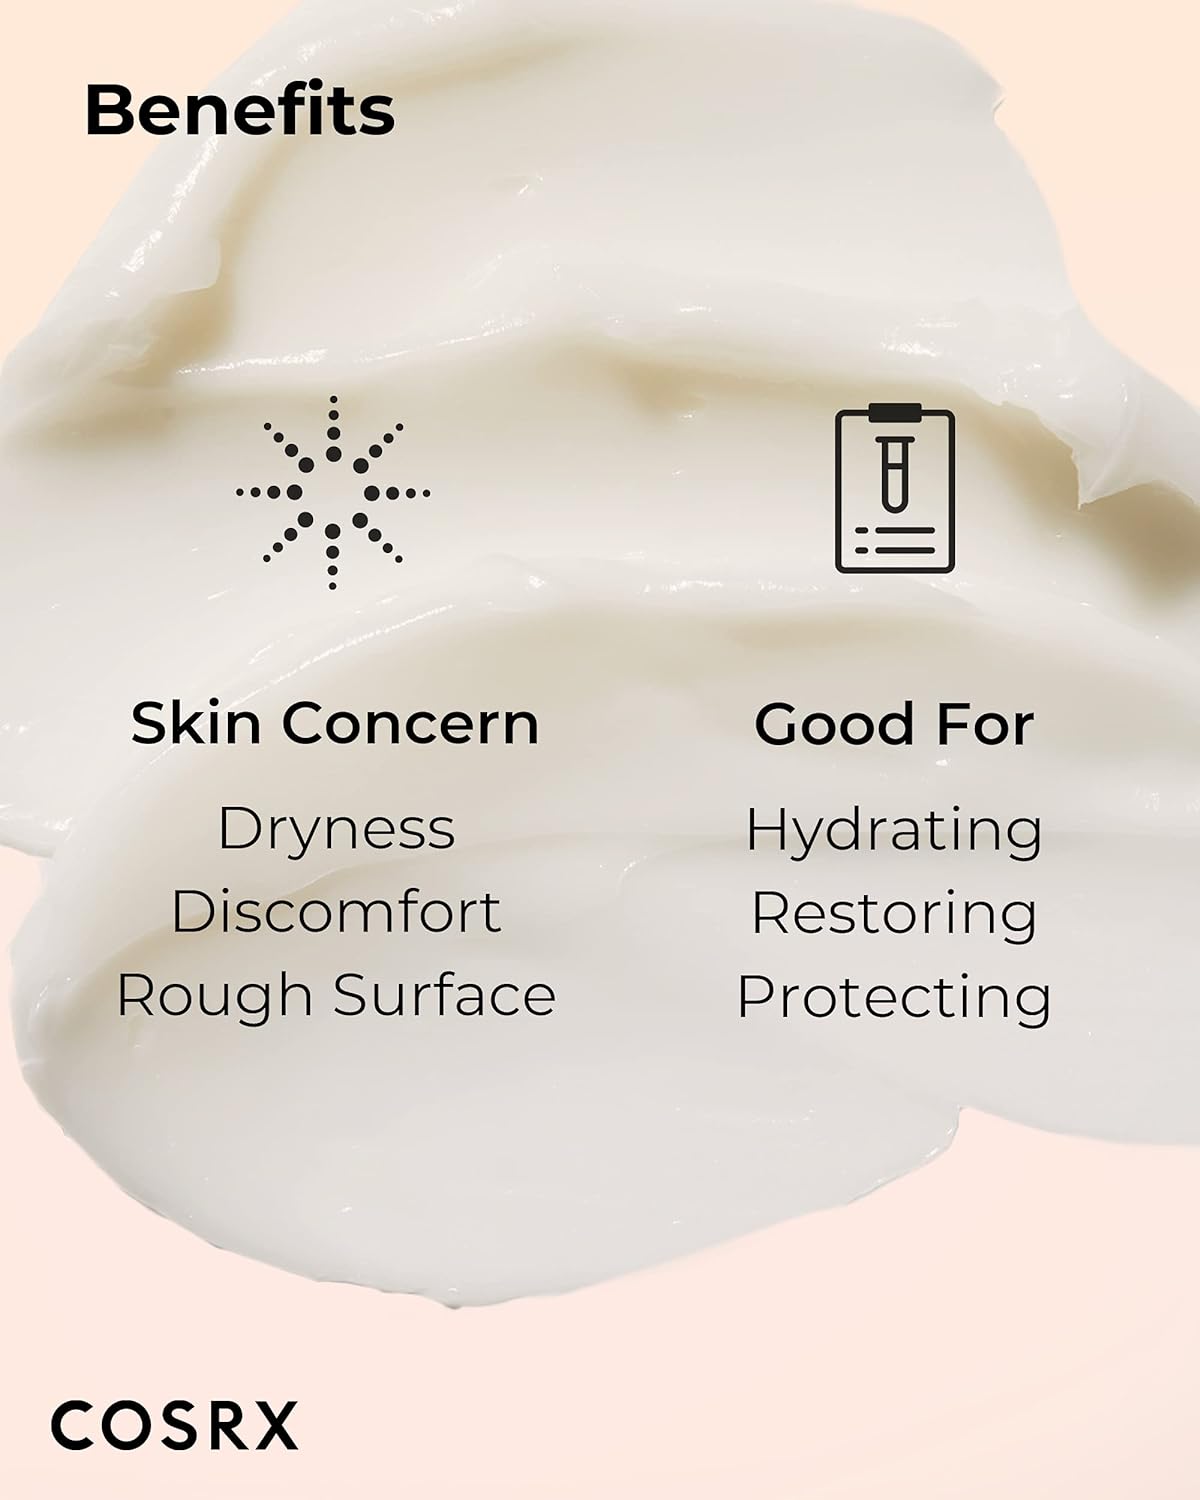 Benefits
Skin Concern
Dryness
Discomfort
Rough Surface
Good For
Hydrating
Restoring
Protecting
COSRX